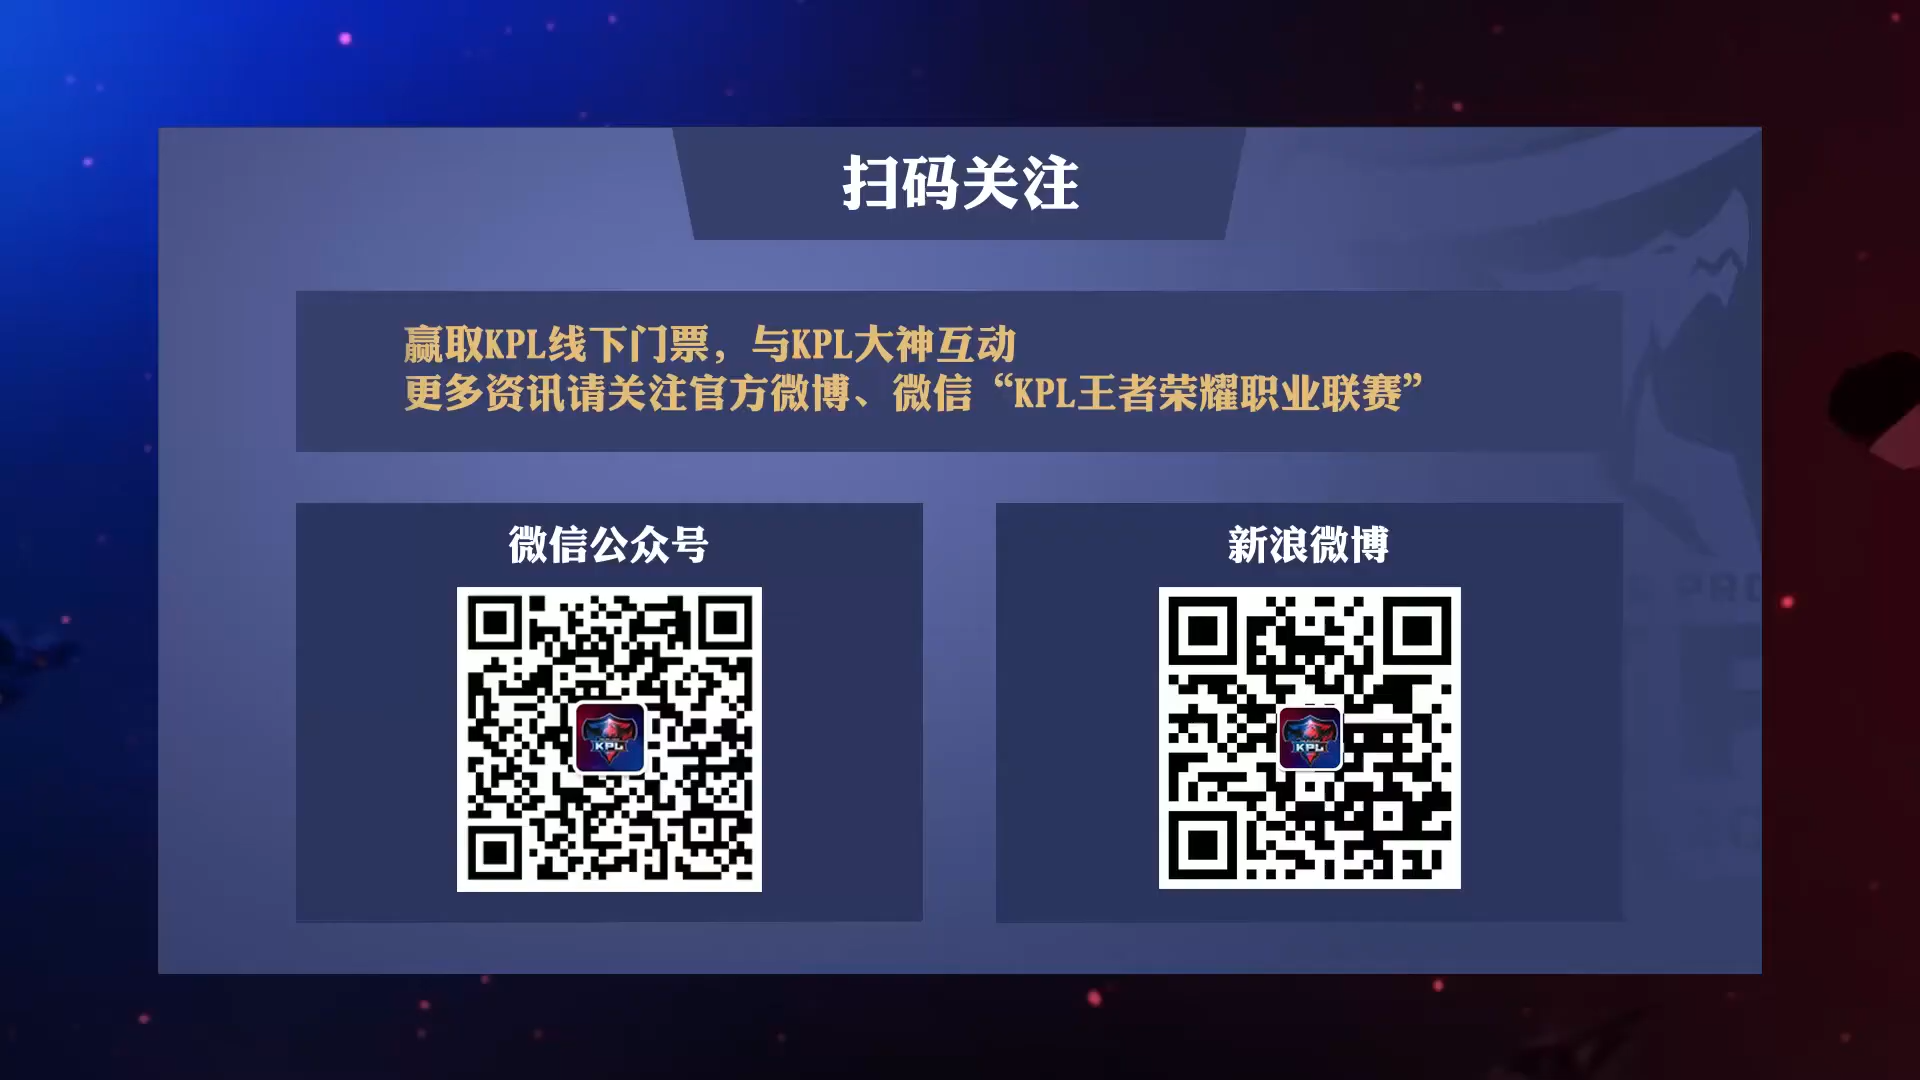 扫码关注
赢取KPL线下门票，与KPL大神互动
更多资讯请关注官方微博、微信“KPL王者荣耀职业联赛”
微信公众号
新浪微博
KPL
KPL